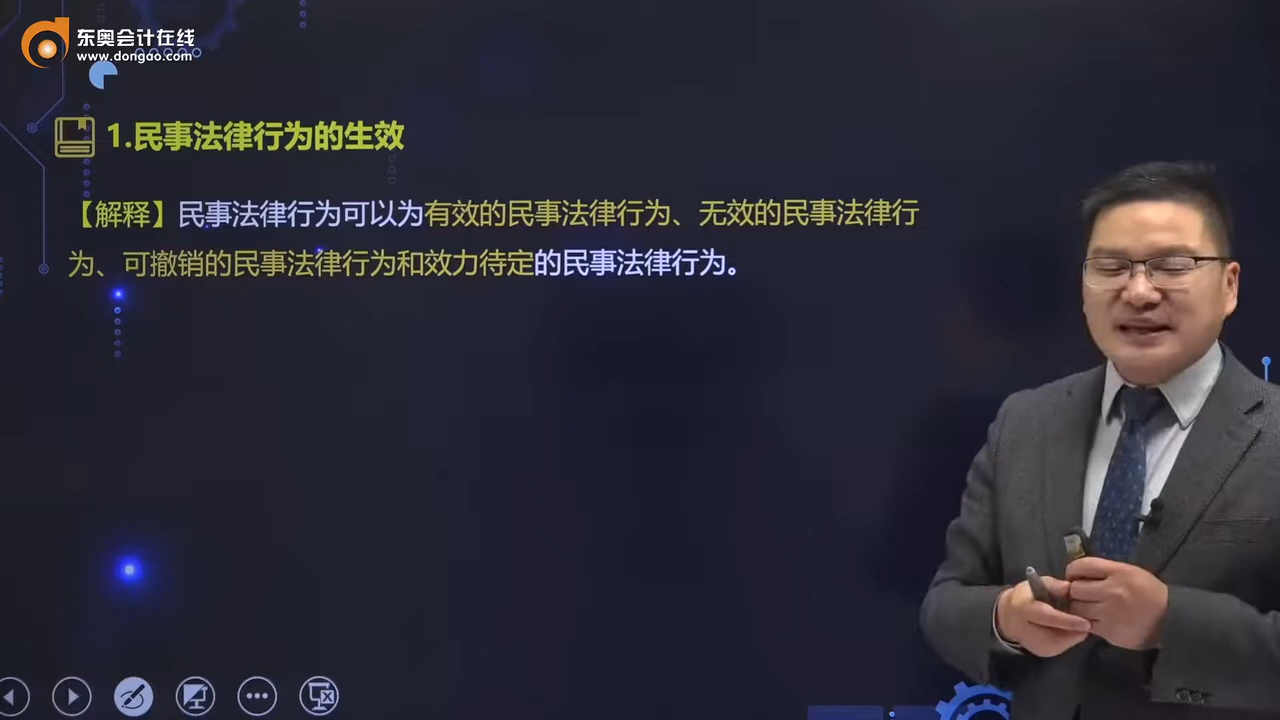 东奥会计在线
www.dongao.com
1.民事法律行为的生效
【解释】民事法律行为可以为有效的民事法律行为、无效的民事法律行
为、可撤销的民事法律行为和效力待定的民事法律行为。